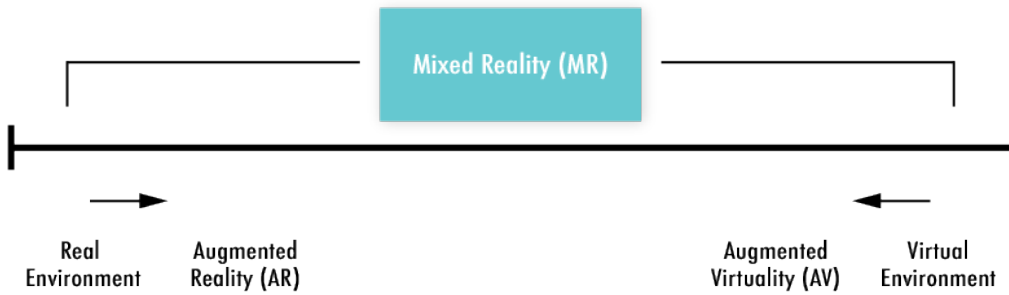 Mixed Reality (MR)
Real
Environment
Augmented
Reality (AR)
Augmented
Virtuality (AV)
Virtual
Environment